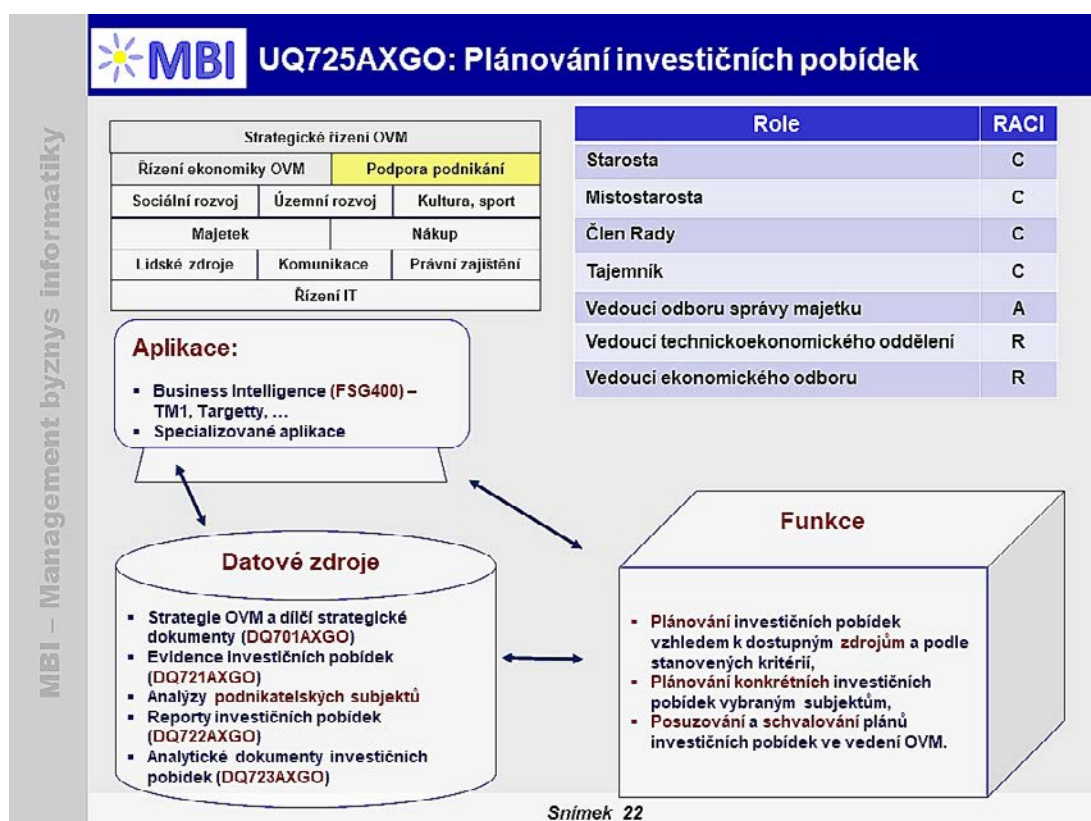 MBI
UQ725AXGO: Plánování investičních pobídek
MBI – Management byznys informatiky
Strategické řízení OVM
Řízení ekonomiky OVM Podpora podnikání
Sociální rozvoj Územní rozvoj Kultura, sport
Majetek Nákup
Lidské zdroje Komunikace Právní zajištění
Řízení IT
Role RACI
Starosta C
Mistostarosta C
Člen Rady C
Tajemník C
Vedoucí odboru správy majetku A
Vedoucí technickoekonomického oddělení R
Vedoucí ekonomického odboru R
Aplikace:
▪ Business Intelligence (FSG400) –
TM1, Targetty, ...
▪ Specializované aplikace
Datové zdroje
▪ Strategie OVM a dílčí strategické
dokumenty (DQ701AXGO)
▪ Evidence investičních pobídek
(DQ721AXGO)
▪ Analýzy podnikatelských subjektů
▪ Reporty investičních pobídek
(DQ722AXGO)
▪ Analytické dokumenty investičních
pobídek (DQ723AXGO)
Funkce
▪ Plánování investičních pobídek
vzhledem k dostupným zdrojům a podle
stanovených kritérií,
▪ Plánování konkrétních investičních
pobídek vybraným subjektům,
▪ Posuzování a schvalování plánů
investičních pobídek ve vedení OVM.
Snímek 22